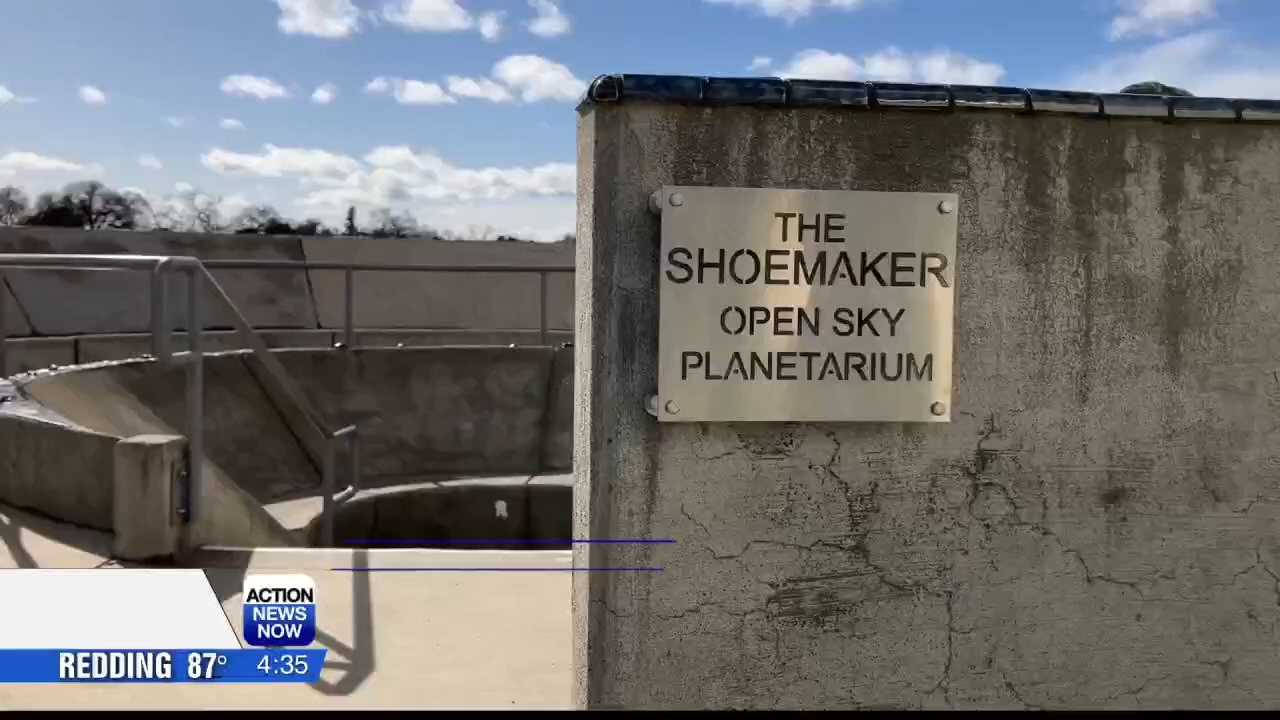 THE
SHOEMAKER
OPEN SKY
PLANETARIUM
ACTION
NEWS
NOW
REDDING 87° 4:35